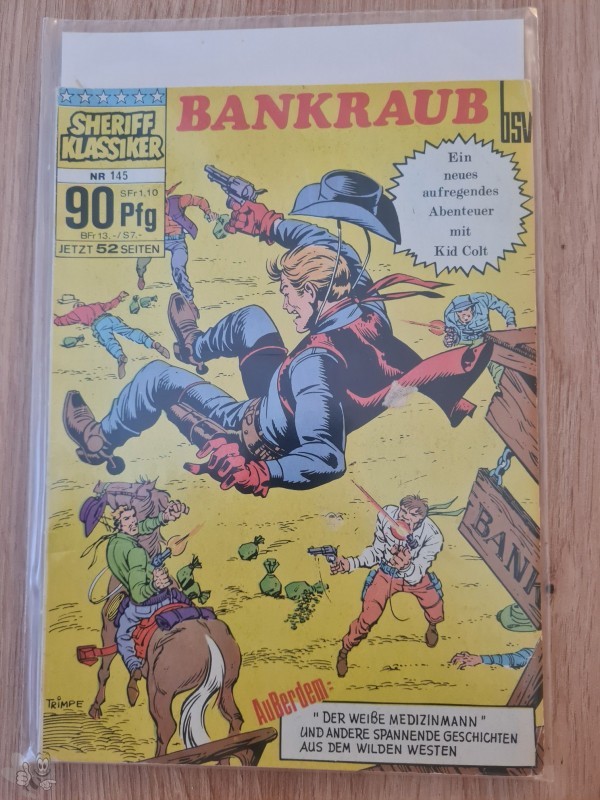 BANKRAUB
bsv
SHERIFF
KLASSIKER
NR 145
SFr 1,10
90 Pfg
BFr 13.-/S7.-
JETZT 52 SEITEN
Ein
neues
aufregendes
Abenteuer
mit
Kid Colt
BANK
TRIMPE
Außerdem:
"DER WEIßE MEDIZINMANN"
UND ANDERE SPANNENDE GESCHICHTEN
AUS DEM WILDEN WESTEN